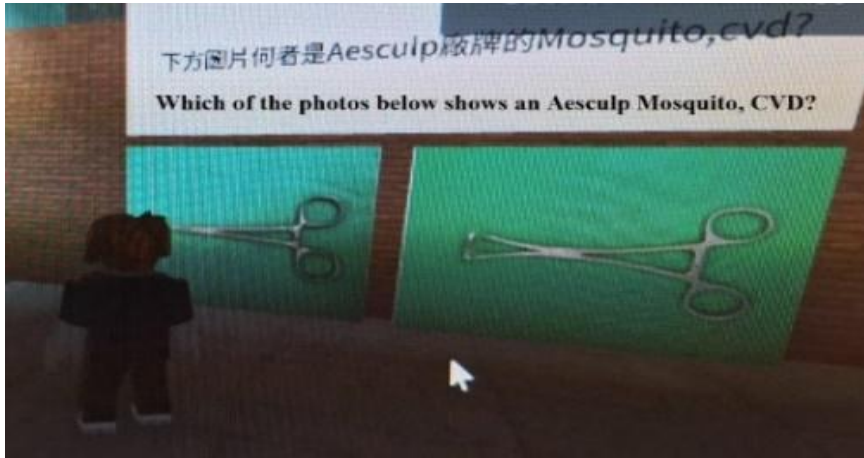 下方图片何者是Aesculp廠牌的Mosquito,cvd?
Which of the photos below shows an Aesculp Mosquito, CVD?